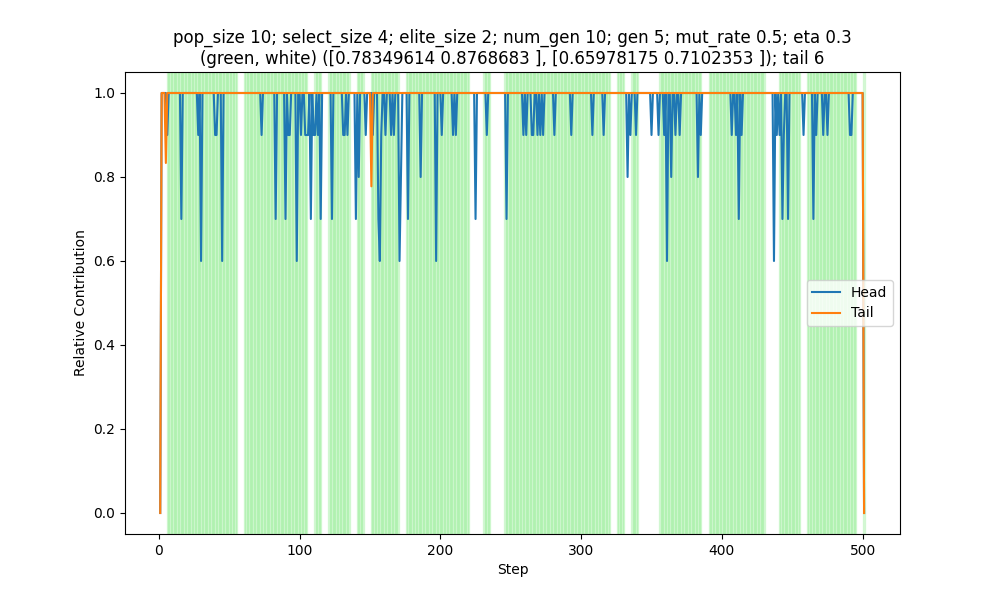 pop_size 10; select_size 4; elite_size 2; num_gen 10; gen 5; mut_rate 0.5; eta 0.3
(green, white) ([0.78349614 0.8768683 ], [0.65978175 0.7102353 ]); tail 6
1.0
0.8
0.6
0.4
0.2
0.0
Relative Contribution
Head
Tail
0
100
200
300
400
500
Step